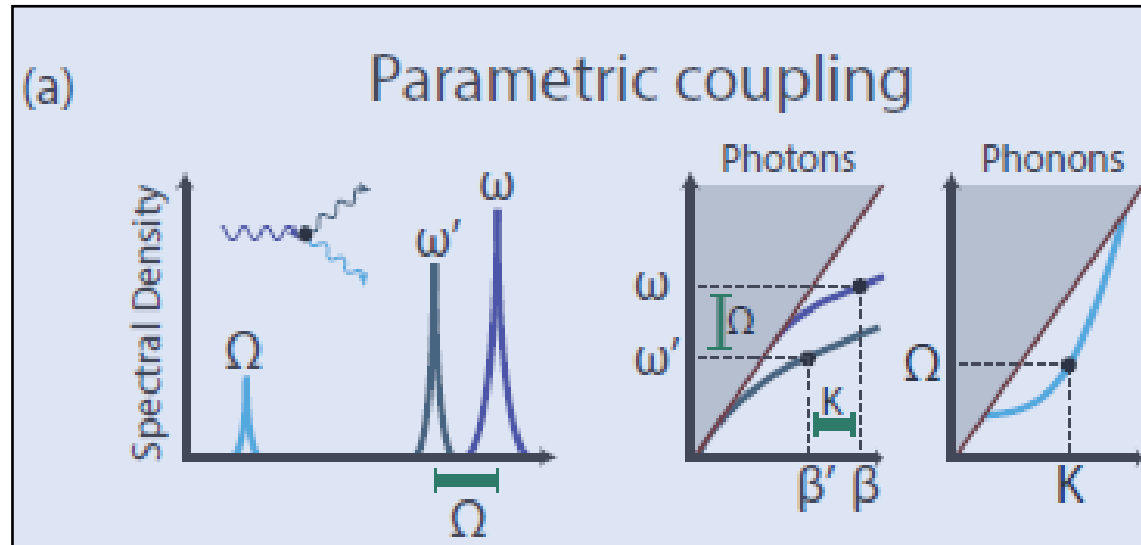 (a)
Parametric coupling
Spectral Density
Ω
ω'
ω
Ω
Photons
ω
Ω
ω'
K
β' β
Phonons
Ω
K